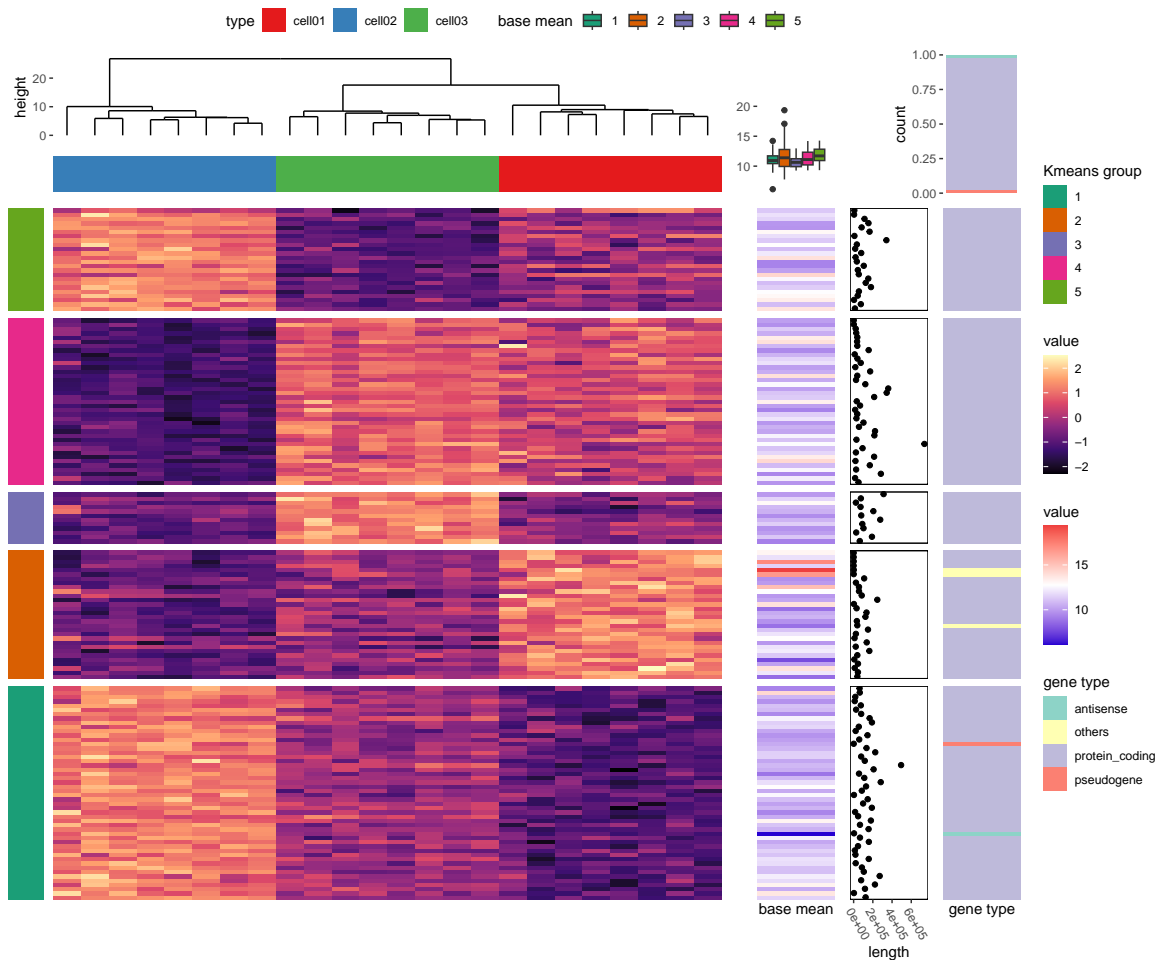 type cell01 cell02 cell03 base mean 1 2 3 4 5
height
20
10
0
20
15
10
count
1.00
0.75
0.50
0.25
0.00
Kmeans group
1
2
3
4
5
value
2
1
0
−1
−2
value
15
10
gene type
antisense
others
protein_coding
pseudogene
base mean
0e+00 2e+05 4e+05 6e+05
length
gene type